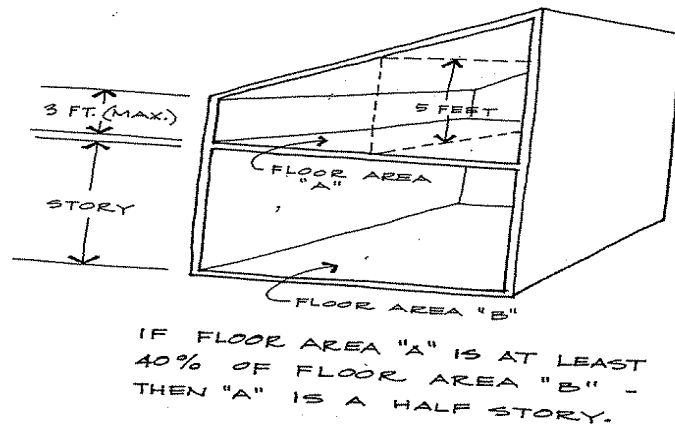 3 FT. (MAX.)
5 FEET
FLOOR AREA
"A"
STORY
FLOOR AREA "B"
IF FLOOR AREA "A" IS AT LEAST
40% OF FLOOR AREA "B" -
THEN "A" IS A HALF STORY.